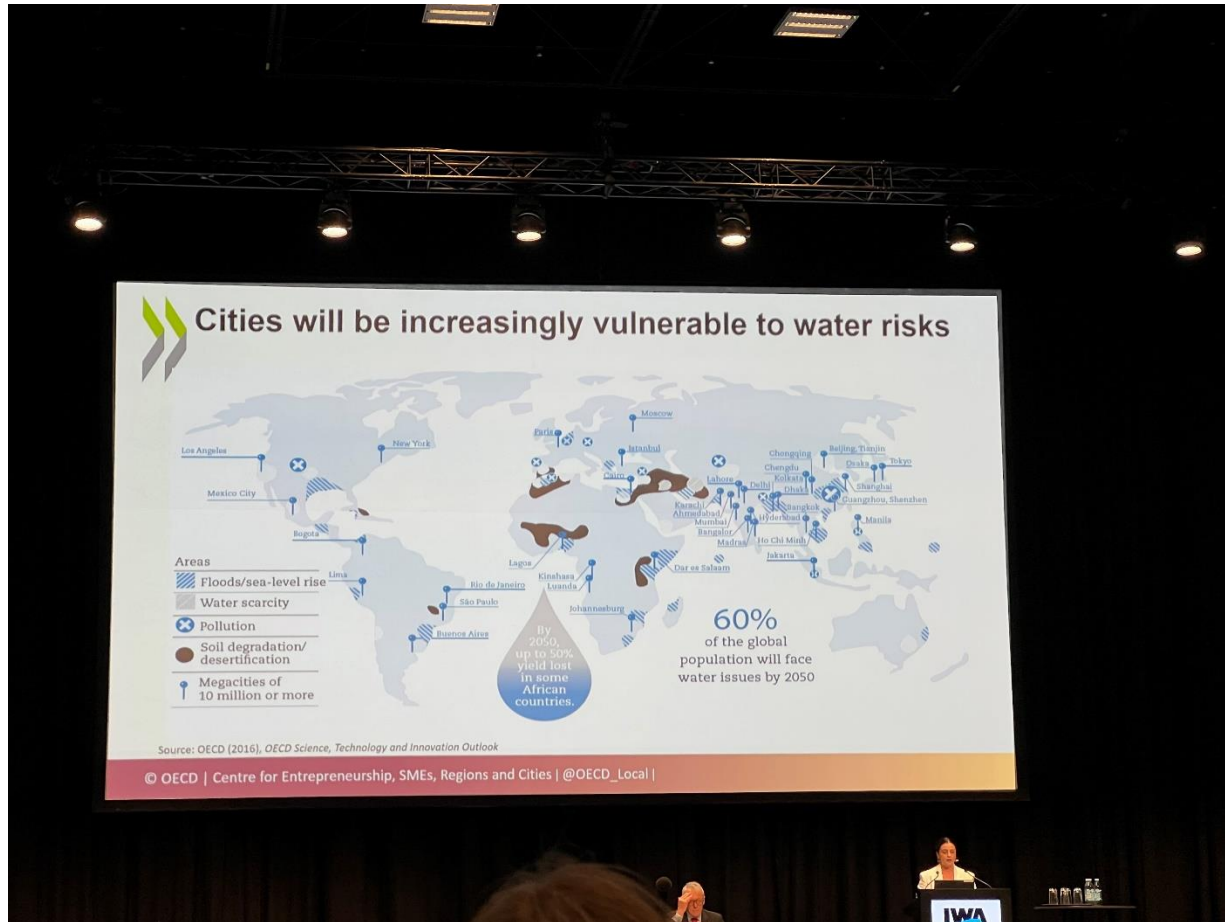 Cities will be increasingly vulnerable to water risks
Moscow
Paris
New York
Los Angeles
Istanbul
Chongqing
Beijing, Tianjin
Chengdu
Osaka
Tokyo
Cairo
Lahore
Delhi
Kolkata
Dhaka
Shanghai
Mexico City
Karachi
Ahmedabad
Guangzhou, Shenzhen
Mumbai
Hyderabad
Bangkok
Manila
Bangalor
Bogota
Madras
Ho Chi Minh
Jakarta
Lagos
Dar es Salaam
Kinshasa
Luanda
Lima
Rio de Janeiro
São Paulo
Johannesburg
Buenos Aires
Areas
Floods/sea-level rise
Water scarcity
Pollution
Soil degradation/
desertification
Megacities of
10 million or more
By
2050,
up to 50%
yield lost
in some
African
countries.
60%
of the global
population will face
water issues by 2050
Source: OECD (2016), OECD Science, Technology and Innovation Outlook
© OECD | Centre for Entrepreneurship, SMEs, Regions and Cities | @OECD_Local |
IWA